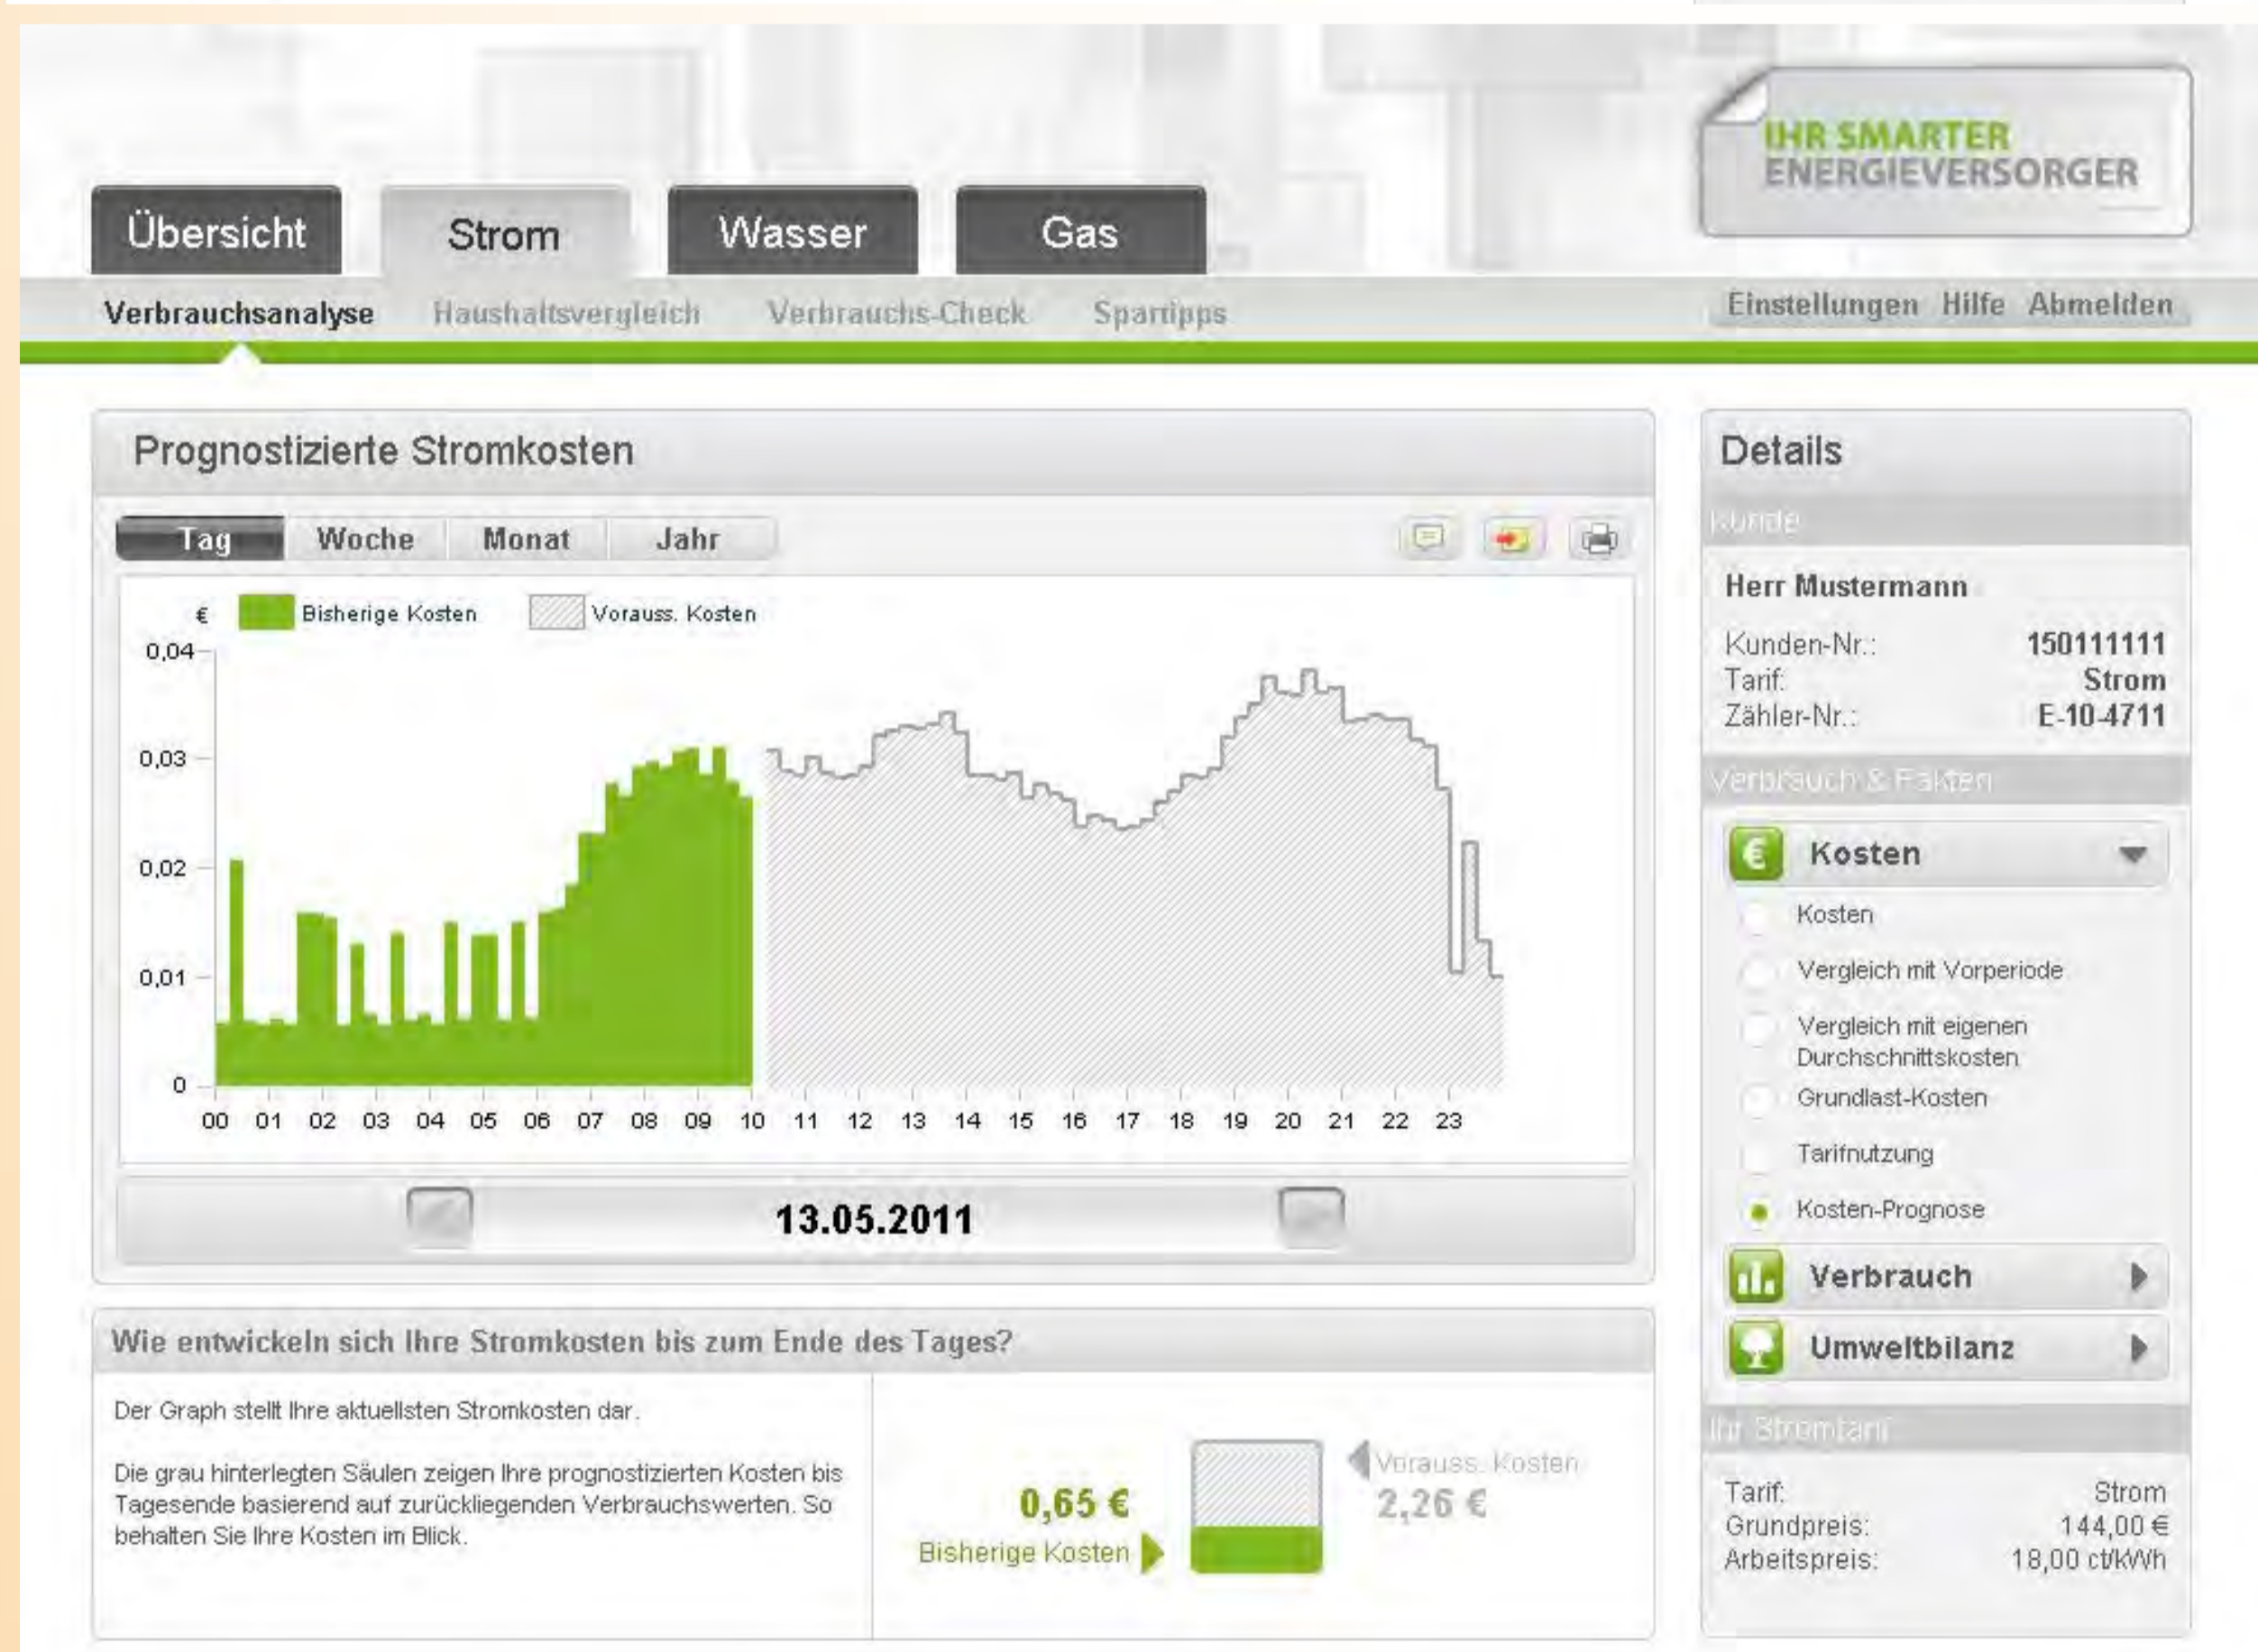 IHR SMARTER
ENERGIEVERSORGER
Übersicht
Strom
Wasser
Gas
Verbrauchsanalyse
Haushaltsvergleich
Verbrauchs-Check
Spartipps
Einstellungen
Hilfe
Abmelden
Prognostizierte Stromkosten
Tag
Woche
Monat
Jahr
€
Bisherige Kosten
Vorauss. Kosten
0,04
0,03
0,02
0,01
0
00 01 02 03 04 05 06 07 08 09 10 11 12 13 14 15 16 17 18 19 20 21 22 23
13.05.2011
Wie entwickeln sich Ihre Stromkosten bis zum Ende des Tages?
Der Graph stellt Ihre aktuellsten Stromkosten dar.
Die grau hinterlegten Säulen zeigen Ihre prognostizierten Kosten bis
Tagesende basierend auf zurückliegenden Verbrauchswerten. So
behalten Sie Ihre Kosten im Blick.
0,65 €
Bisherige Kosten
Vorauss. Kosten
2,26 €
Details
Kunde
Herr Mustermann
Kunden-Nr.: 150111111
Tarif: Strom
Zähler-Nr.: E-10-4711
Verbrauch & Fakten
€ Kosten
Kosten
Vergleich mit Vorperiode
Vergleich mit eigenen
Durchschnittskosten
Grundlast-Kosten
Tarifnutzung
Kosten-Prognose
Verbrauch
Umweltbilanz
Ihr Stromtarif
Tarif: Strom
Grundpreis: 144,00 €
Arbeitspreis: 18,00 ct/kWh